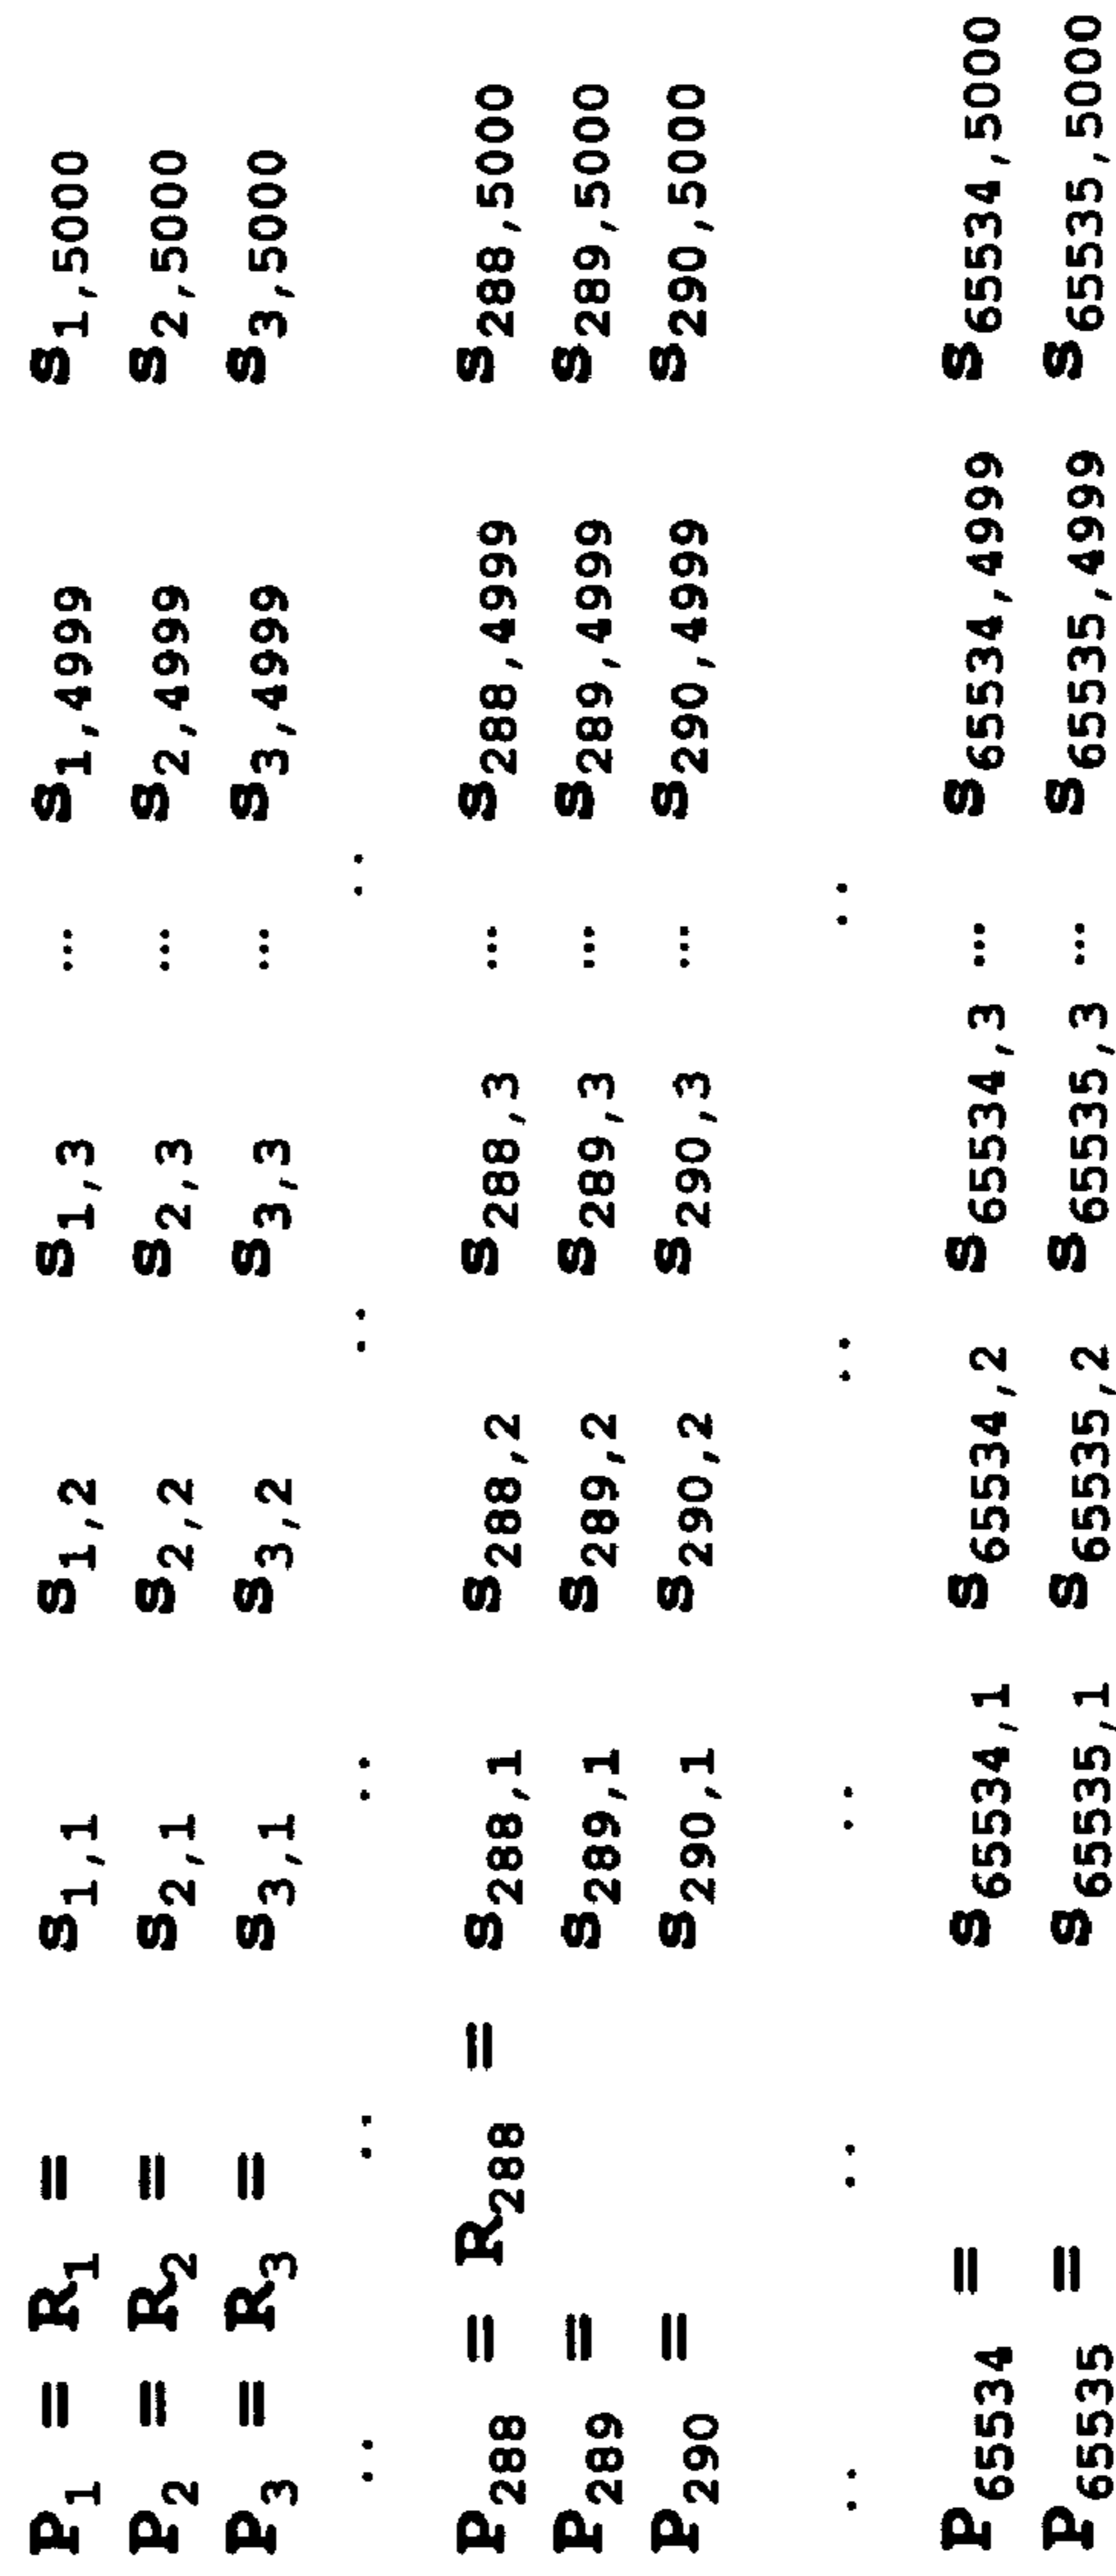 P1 = R1 = S1,1 S1,2 S1,3 ... S1,4999 S1,5000
P2 = R2 = S2,1 S2,2 S2,3 ... S2,4999 S2,5000
P3 = R3 = S3,1 S3,2 S3,3 ... S3,4999 S3,5000
: : : : : :
P288 = R288 = S288,1 S288,2 S288,3 ... S288,4999 S288,5000
P289 = S289,1 S289,2 S289,3 ... S289,4999 S289,5000
P290 = S290,1 S290,2 S290,3 ... S290,4999 S290,5000
: : : : :
P65534 = S65534,1 S65534,2 S65534,3 ... S65534,4999 S65534,5000
P65535 = S65535,1 S65535,2 S65535,3 ... S65535,4999 S65535,5000